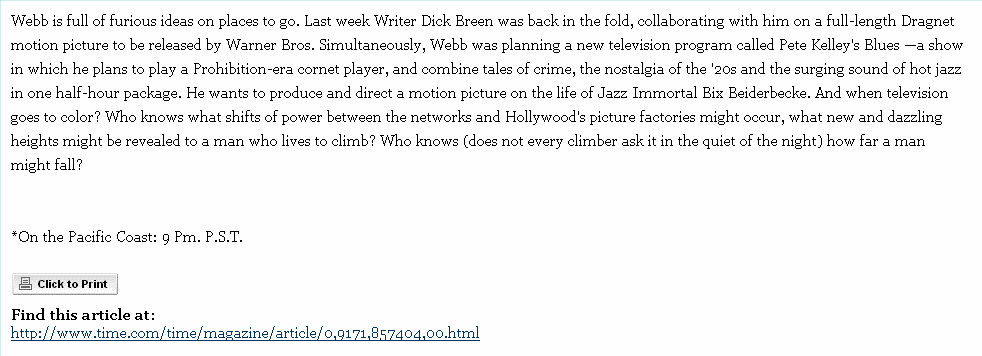 Webb is full of furious ideas on places to go. Last week Writer Dick Breen was back in the fold, collaborating with him on a full-length Dragnet
motion picture to be released by Warner Bros. Simultaneously, Webb was planning a new television program called Pete Kelley's Blues —a show
in which he plans to play a Prohibition-era cornet player, and combine tales of crime, the nostalgia of the '20s and the surging sound of hot jazz
in one half-hour package. He wants to produce and direct a motion picture on the life of Jazz Immortal Bix Beiderbecke. And when television
goes to color? Who knows what shifts of power between the networks and Hollywood's picture factories might occur, what new and dazzling
heights might be revealed to a man who lives to climb? Who knows (does not every climber ask it in the quiet of the night) how far a man
might fall?
*On the Pacific Coast: 9 Pm. P.S.T.
Click to Print
Find this article at:
http://www.time.com/time/magazine/article/0,9171,857404,00.html